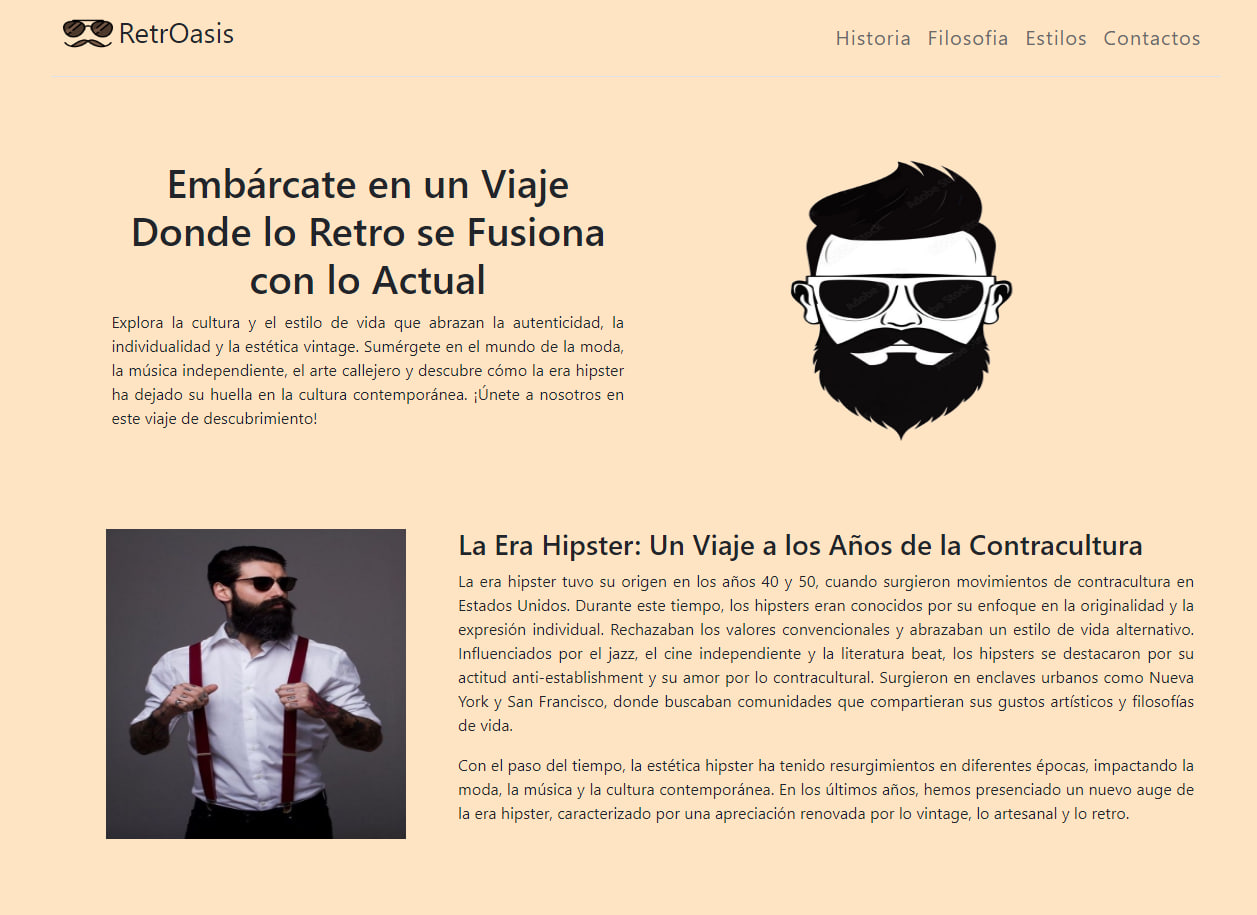 RetrOasis
Historia Filosofia Estilos Contactos
Embárcate en un Viaje
Donde lo Retro se Fusiona
con lo Actual
Explora la cultura y el estilo de vida que abrazan la autenticidad, la
individualidad y la estética vintage. Sumérgete en el mundo de la moda,
la música independiente, el arte callejero y descubre cómo la era hipster
ha dejado su huella en la cultura contemporánea. ¡Únete a nosotros en
este viaje de descubrimiento!
Adobe Stock
Adobe Stock
La Era Hipster: Un Viaje a los Años de la Contracultura
La era hipster tuvo su origen en los años 40 y 50, cuando surgieron movimientos de contracultura en
Estados Unidos. Durante este tiempo, los hipsters eran conocidos por su enfoque en la originalidad y la
expresión individual. Rechazaban los valores convencionales y abrazaban un estilo de vida alternativo.
Influenciados por el jazz, el cine independiente y la literatura beat, los hipsters se destacaron por su
actitud anti-establishment y su amor por lo contracultural. Surgieron en enclaves urbanos como Nueva
York y San Francisco, donde buscaban comunidades que compartieran sus gustos artísticos y filosofías
de vida.
Con el paso del tiempo, la estética hipster ha tenido resurgimientos en diferentes épocas, impactando la
moda, la música y la cultura contemporánea. En los últimos años, hemos presenciado un nuevo auge de
la era hipster, caracterizado por una apreciación renovada por lo vintage, lo artesanal y lo retro.